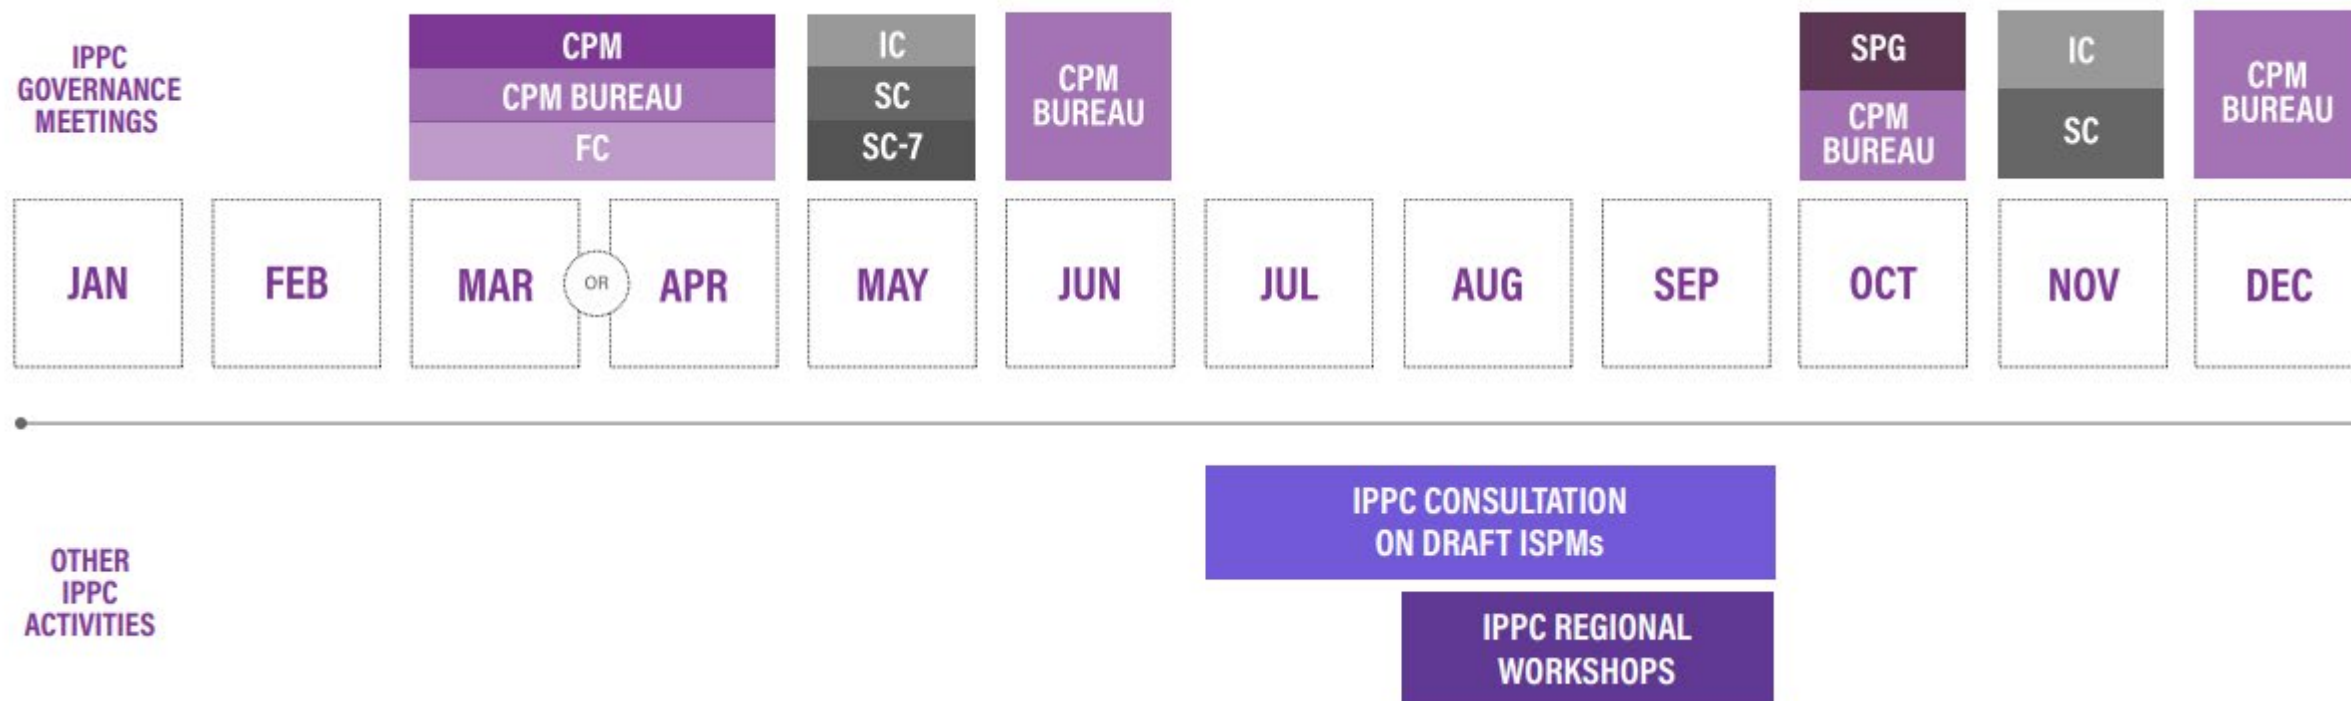 IPPC
GOVERNANCE
MEETINGS
CPM
CPM BUREAU
FC
IC
SC
SC-7
CPM
BUREAU
SPG
CPM
BUREAU
IC
SC
CPM
BUREAU
JAN
FEB
MAR
OR
APR
MAY
JUN
JUL
AUG
SEP
OCT
NOV
DEC
OTHER
IPPC
ACTIVITIES
IPPC CONSULTATION
ON DRAFT ISPMs
IPPC REGIONAL
WORKSHOPS